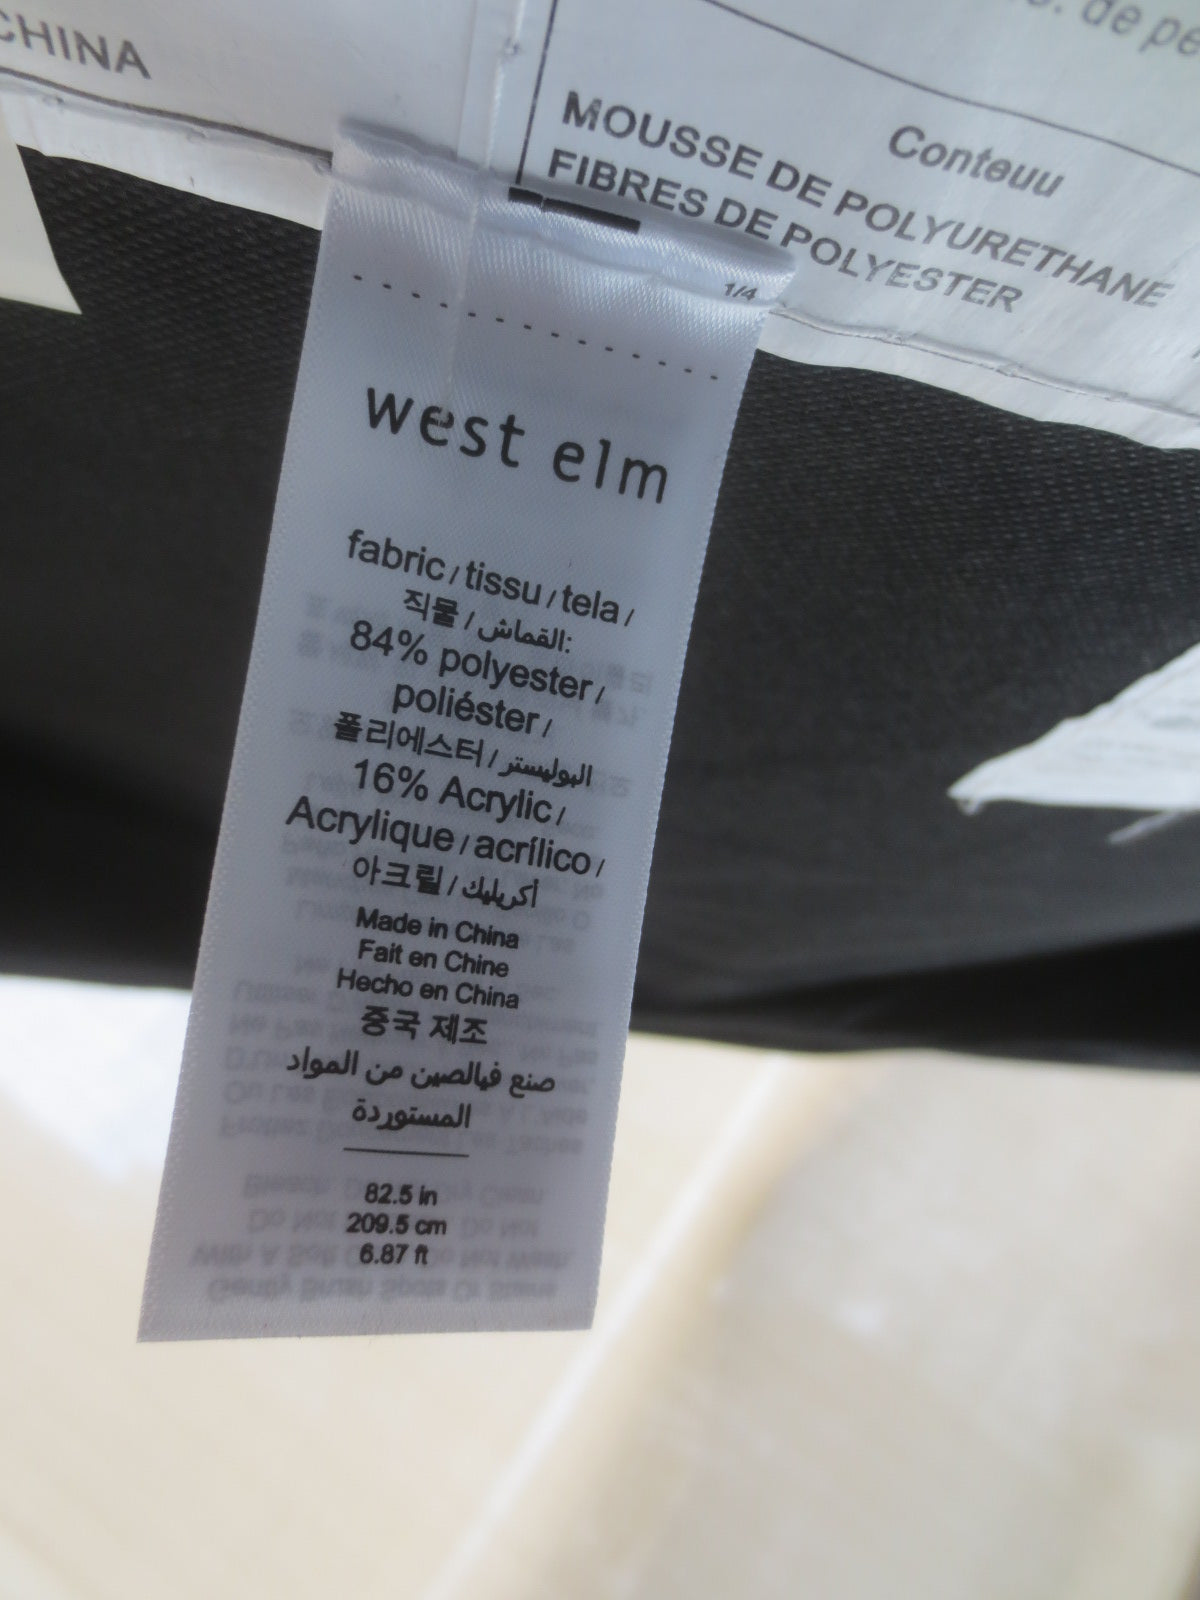 CHINA
de pe
Conteuu
MOUSSE DE POLYURETHANE
FIBRES DE POLYESTER
1/4
west elm
fabric / tissu / tela /
직물 / القماش:
84% polyester /
poliéster /
폴리에스터 / البوليستر
16% Acrylic /
Acrylique / acrílico /
아크릴 / أكريليك
Made in China
Fait en Chine
Hecho en China
중국 제조
صنع فيالصين من المواد
المستوردة
82.5 in
209.5 cm
6.87 ft